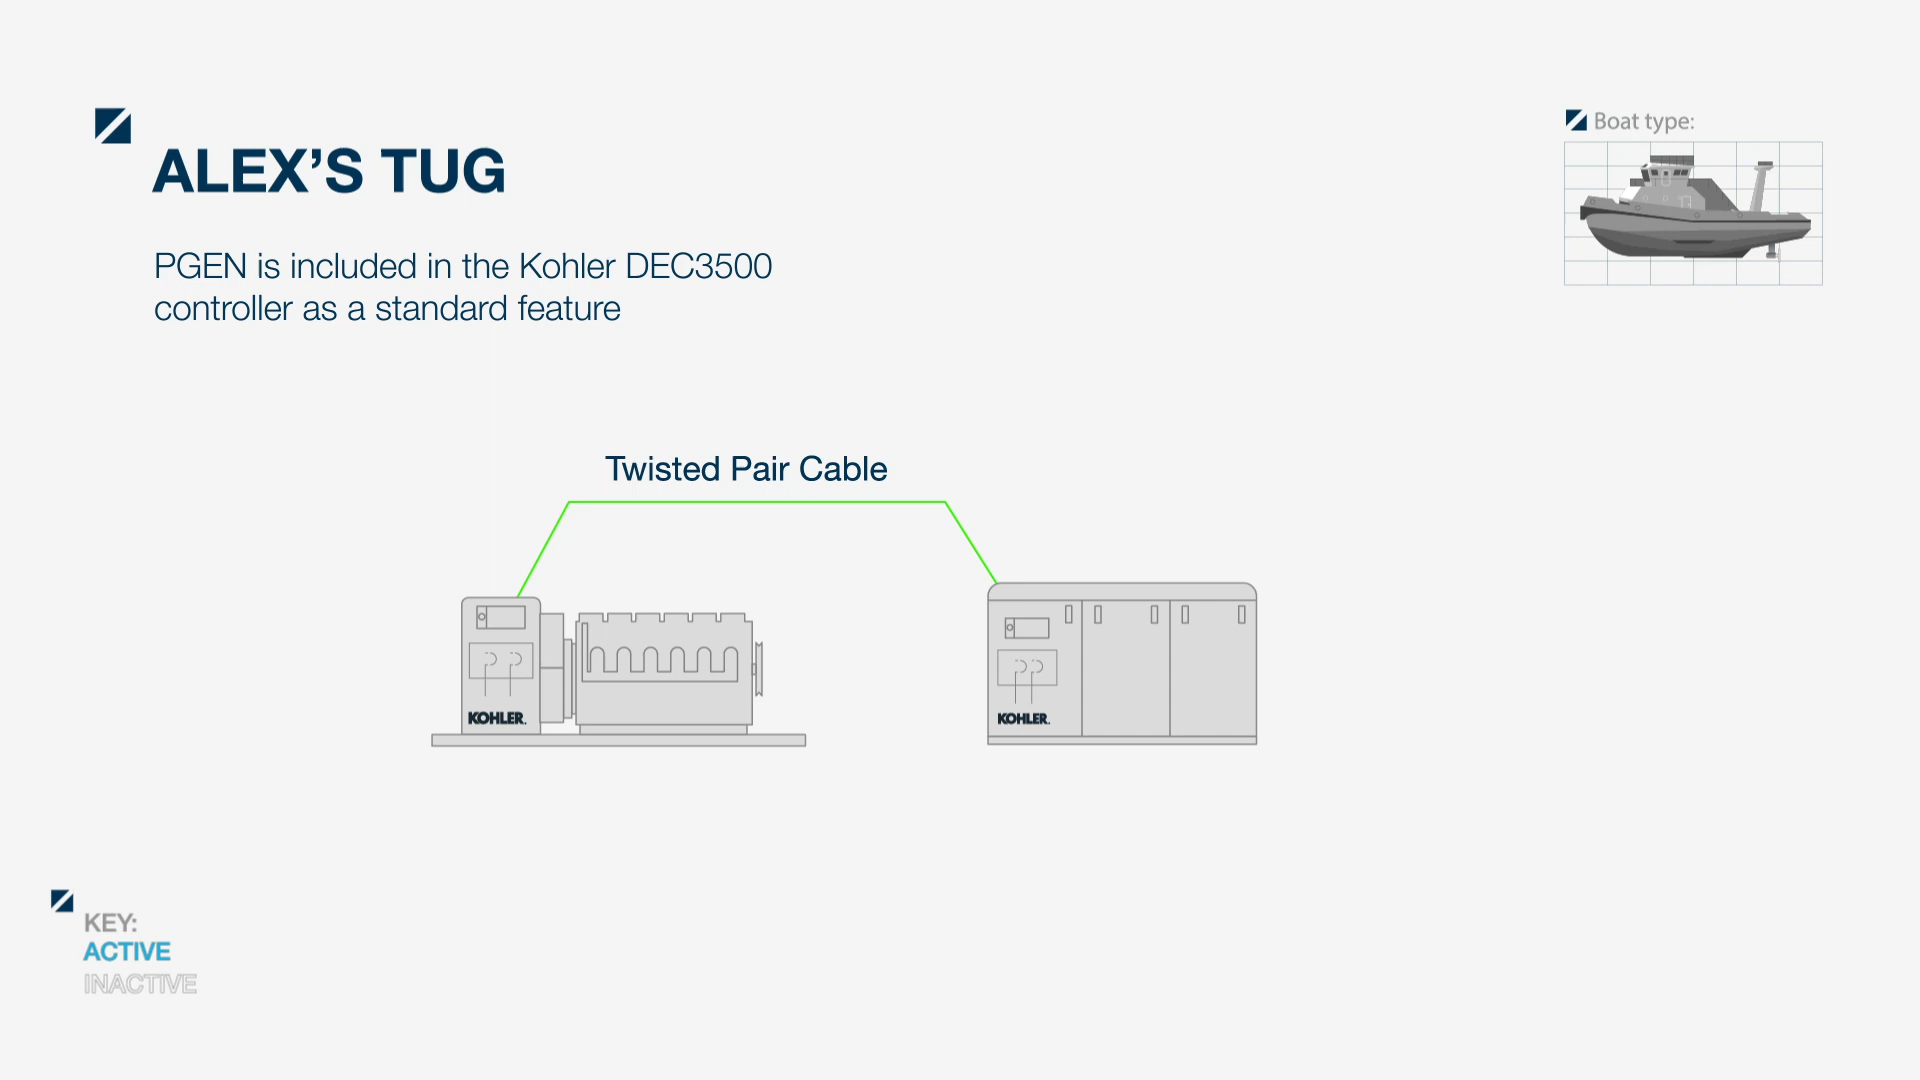 ALEX’S TUG
Boat type:
PGEN is included in the Kohler DEC3500
controller as a standard feature
Twisted Pair Cable
KOHLER.
KOHLER.
KEY:
ACTIVE
INACTIVE